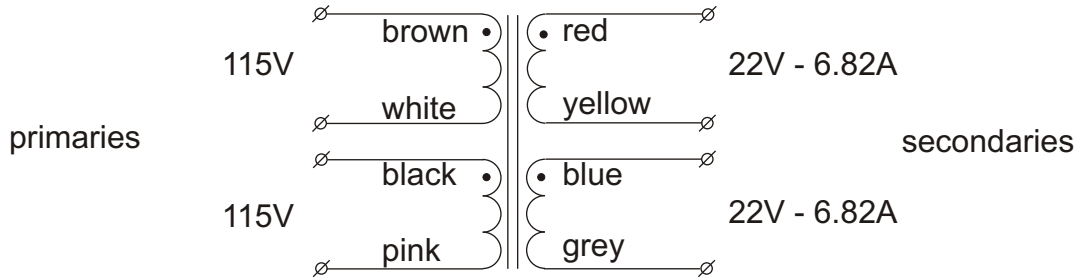 brown
red
115V
22V - 6.82A
white
yellow
primaries
secondaries
black
blue
115V
22V - 6.82A
pink
grey